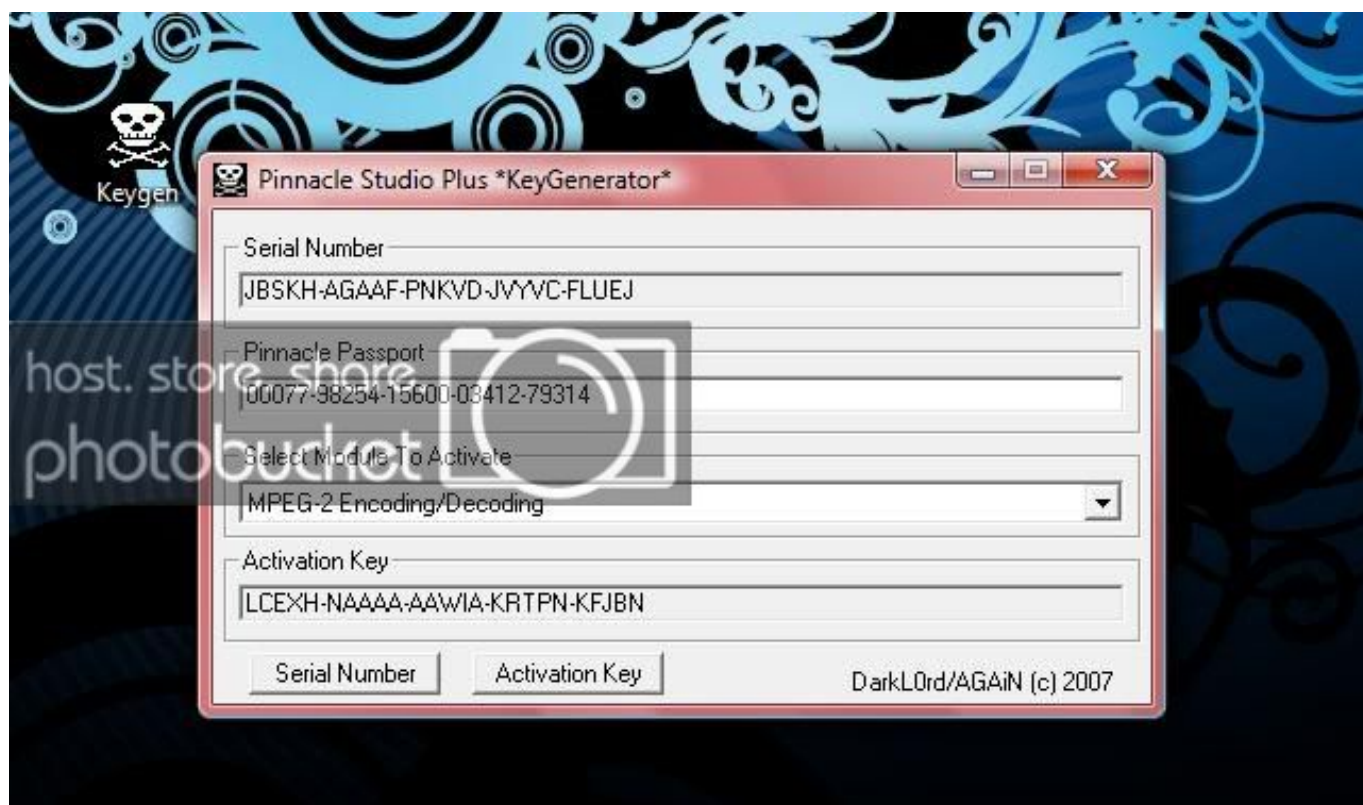 Keygen
Pinnacle Studio Plus *KeyGenerator*
Serial Number
JBSKH-AGAAF-PNKVD-JVYVC-FLUEJ
Pinnacle Passport
00077-98254-15600-03412-79314
host. store. share.
photobucket
Select Module To Activate
MPEG-2 Encoding/Decoding
Activation Key
LCEXH-NAAAA-AAWIA-KRTPN-KFJBN
Serial Number
Activation Key
DarkL0rd/AGAiN (c) 2007